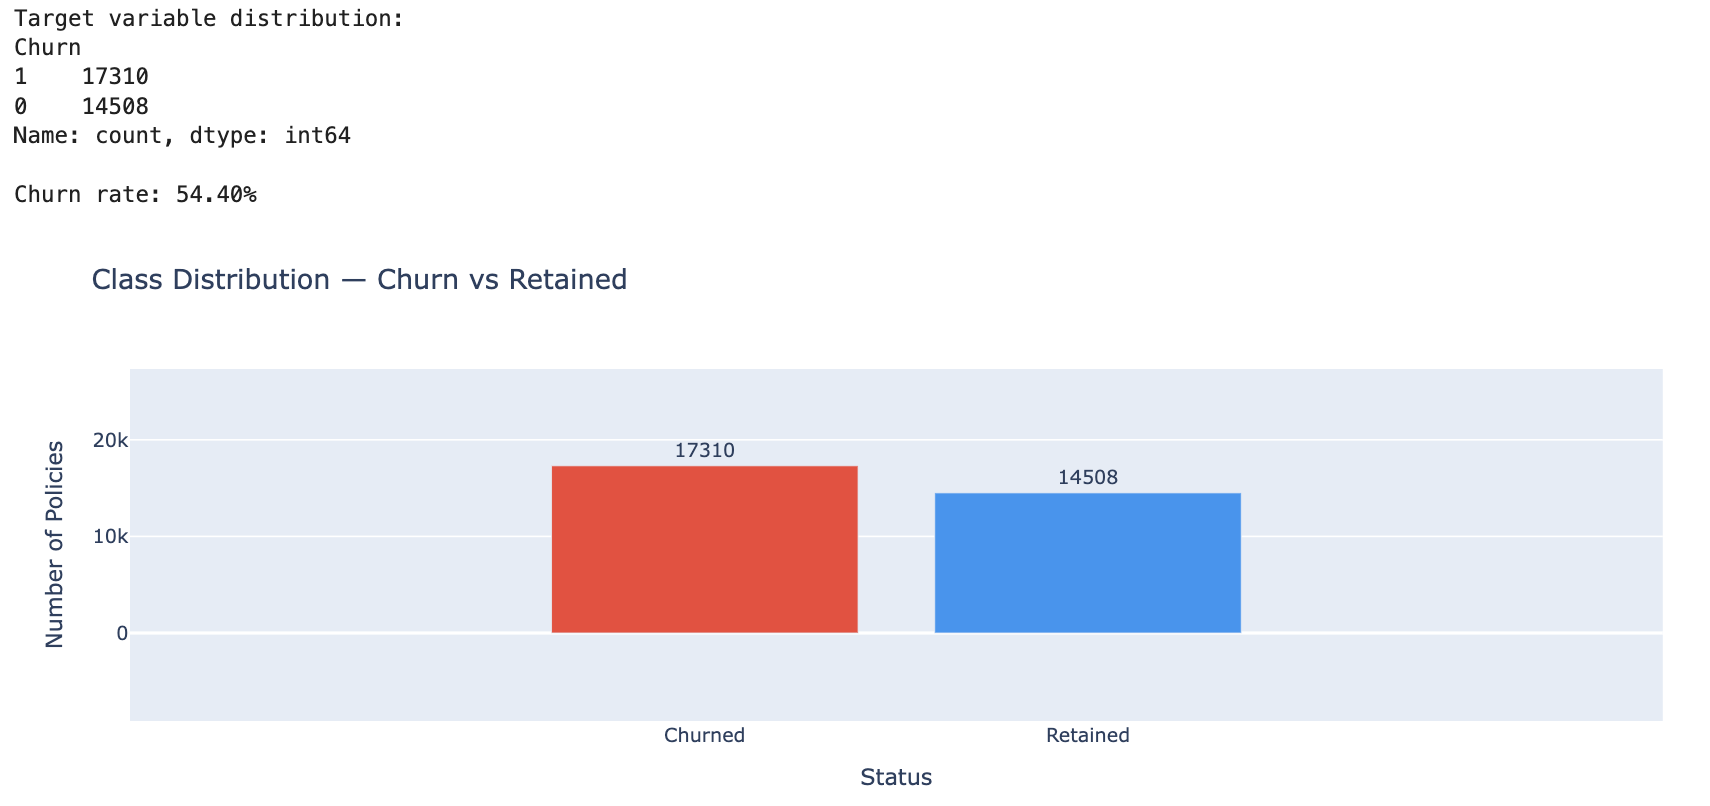 Target variable distribution:
Churn
1    17310
0    14508
Name: count, dtype: int64
Churn rate: 54.40%
Class Distribution — Churn vs Retained
20k
10k
0
Number of Policies
17310
14508
Churned
Retained
Status